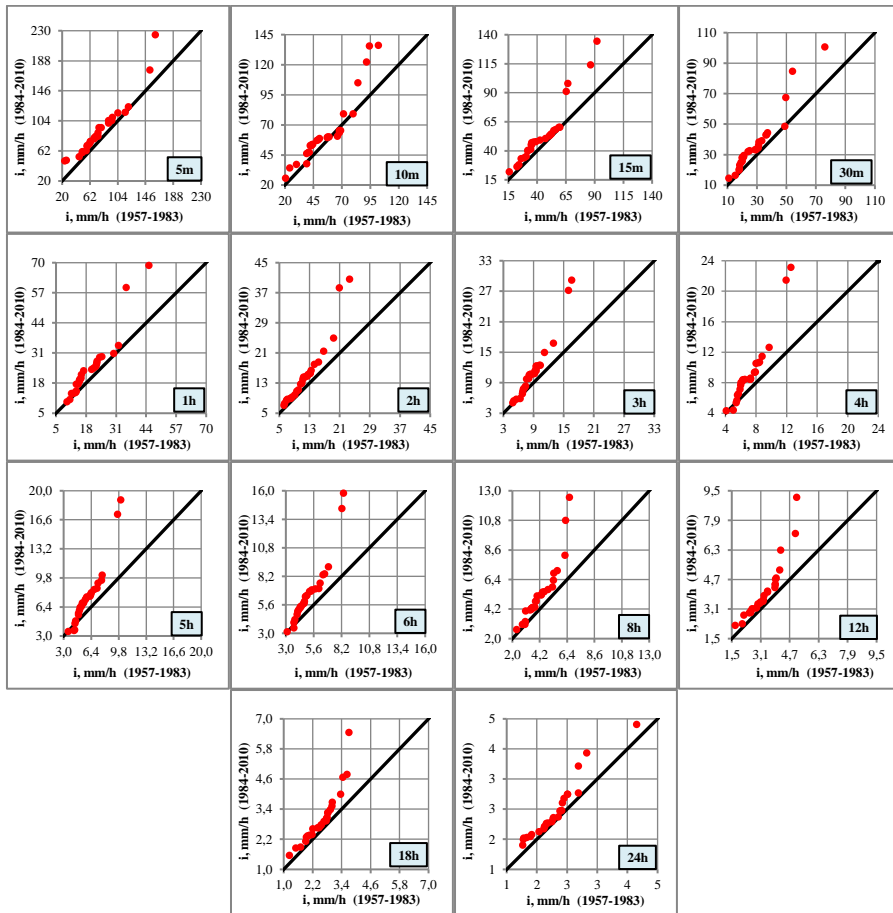 i, mm/h (1984-2010)
230
188
146
104
62
20
5m
20 62 104 146 188 230
i, mm/h (1957-1983)
i, mm/h (1984-2010)
145
120
95
70
45
20
10m
20 45 70 95 120 145
i, mm/h (1957-1983)
i, mm/h (1984-2010)
140
115
90
65
40
15
15m
15 40 65 90 115 140
i, mm/h (1957-1983)
i, mm/h (1984-2010)
110
90
70
50
30
10
30m
10 30 50 70 90 110
i, mm/h (1957-1983)
i, mm/h (1984-2010)
70
57
44
31
18
5
1h
5 18 31 44 57 70
i, mm/h (1957-1983)
i, mm/h (1984-2010)
45
37
29
21
13
5
2h
5 13 21 29 37 45
i, mm/h (1957-1983)
i, mm/h (1984-2010)
33
27
21
15
9
3
3h
3 9 15 21 27 33
i, mm/h (1957-1983)
i, mm/h (1984-2010)
24
20
16
12
8
4
4h
4 8 12 16 20 24
i, mm/h (1957-1983)
i, mm/h (1984-2010)
20,0
16,6
13,2
9,8
6,4
3,0
5h
3,0 6,4 9,8 13,2 16,6 20,0
i, mm/h (1957-1983)
i, mm/h (1984-2010)
16,0
13,4
10,8
8,2
5,6
3,0
6h
3,0 5,6 8,2 10,8 13,4 16,0
i, mm/h (1957-1983)
i, mm/h (1984-2010)
13,0
10,8
8,6
6,4
4,2
2,0
8h
2,0 4,2 6,4 8,6 10,8 13,0
i, mm/h (1957-1983)
i, mm/h (1984-2010)
9,5
7,9
6,3
4,7
3,1
1,5
12h
1,5 3,1 4,7 6,3 7,9 9,5
i, mm/h (1957-1983)
i, mm/h (1984-2010)
7,0
5,8
4,6
3,4
2,2
1,0
18h
1,0 2,2 3,4 4,6 5,8 7,0
i, mm/h (1957-1983)
i, mm/h (1984-2010)
5
4
3
3
2
1
24h
1 2 3 3 4 5
i, mm/h (1957-1983)